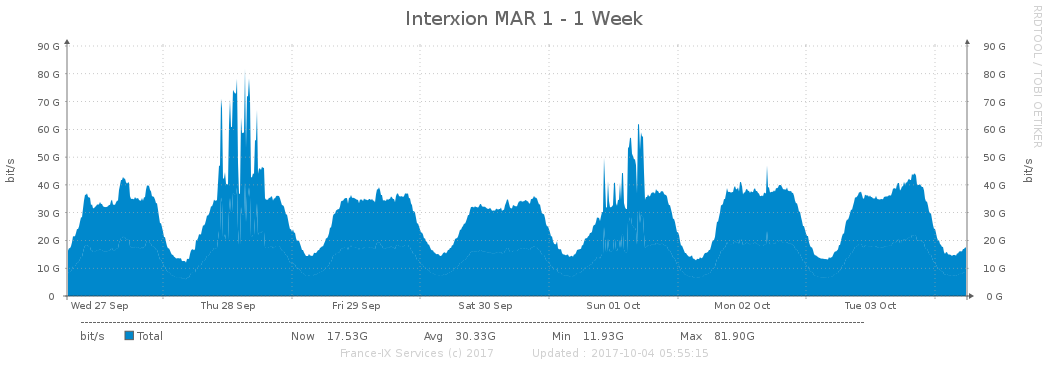 Interxion MAR 1 - 1 Week
RRDTOOL / TOBI OETIKER
bit/s
90 G
80 G
70 G
60 G
50 G
40 G
30 G
20 G
10 G
0
90 G
80 G
70 G
60 G
50 G
40 G
30 G
20 G
10 G
0 G
bit/s
Wed 27 Sep Thu 28 Sep Fri 29 Sep Sat 30 Sep Sun 01 Oct Mon 02 Oct Tue 03 Oct
bit/s Total Now 17.53G Avg 30.33G Min 11.93G Max 81.90G
France-IX Services (c) 2017 Updated : 2017-10-04 05:55:15